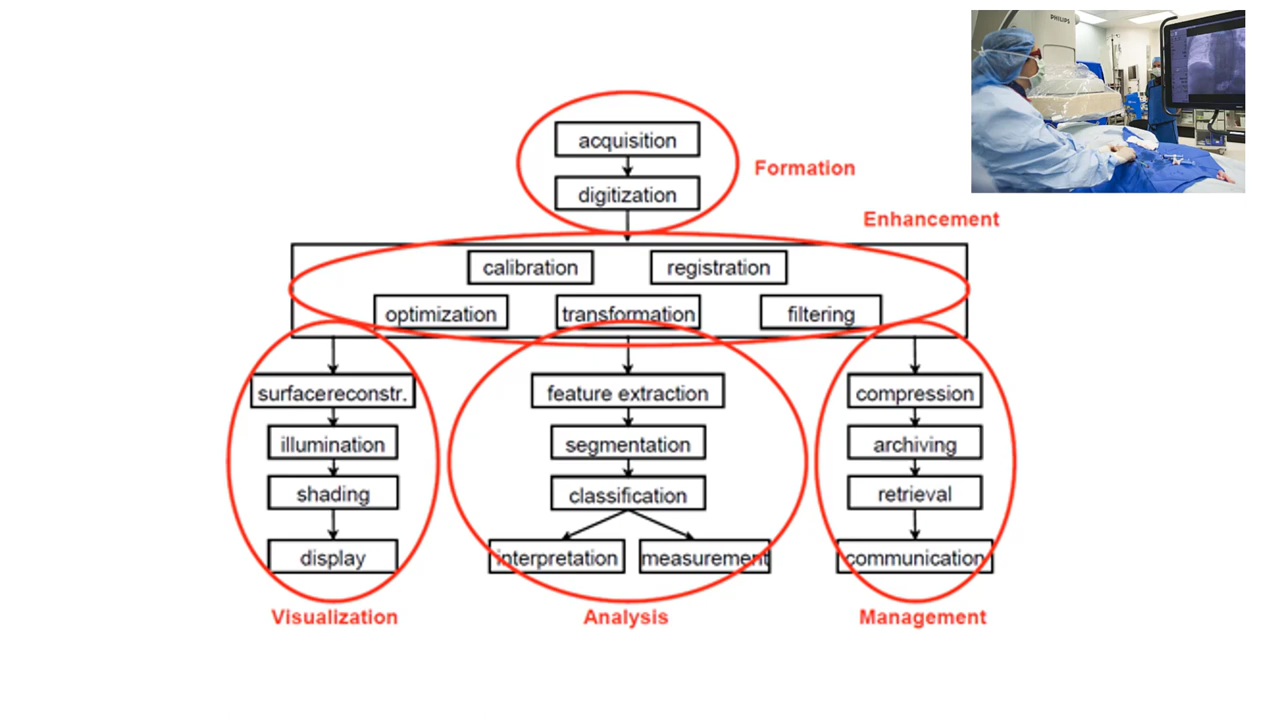 PHILIPS
acquisition
Formation
digitization
Enhancement
calibration
registration
optimization
transformation
filtering
surfacereconstr.
feature extraction
compression
illumination
segmentation
archiving
shading
classification
retrieval
display
interpretation
measurement
communication
Visualization
Analysis
Management